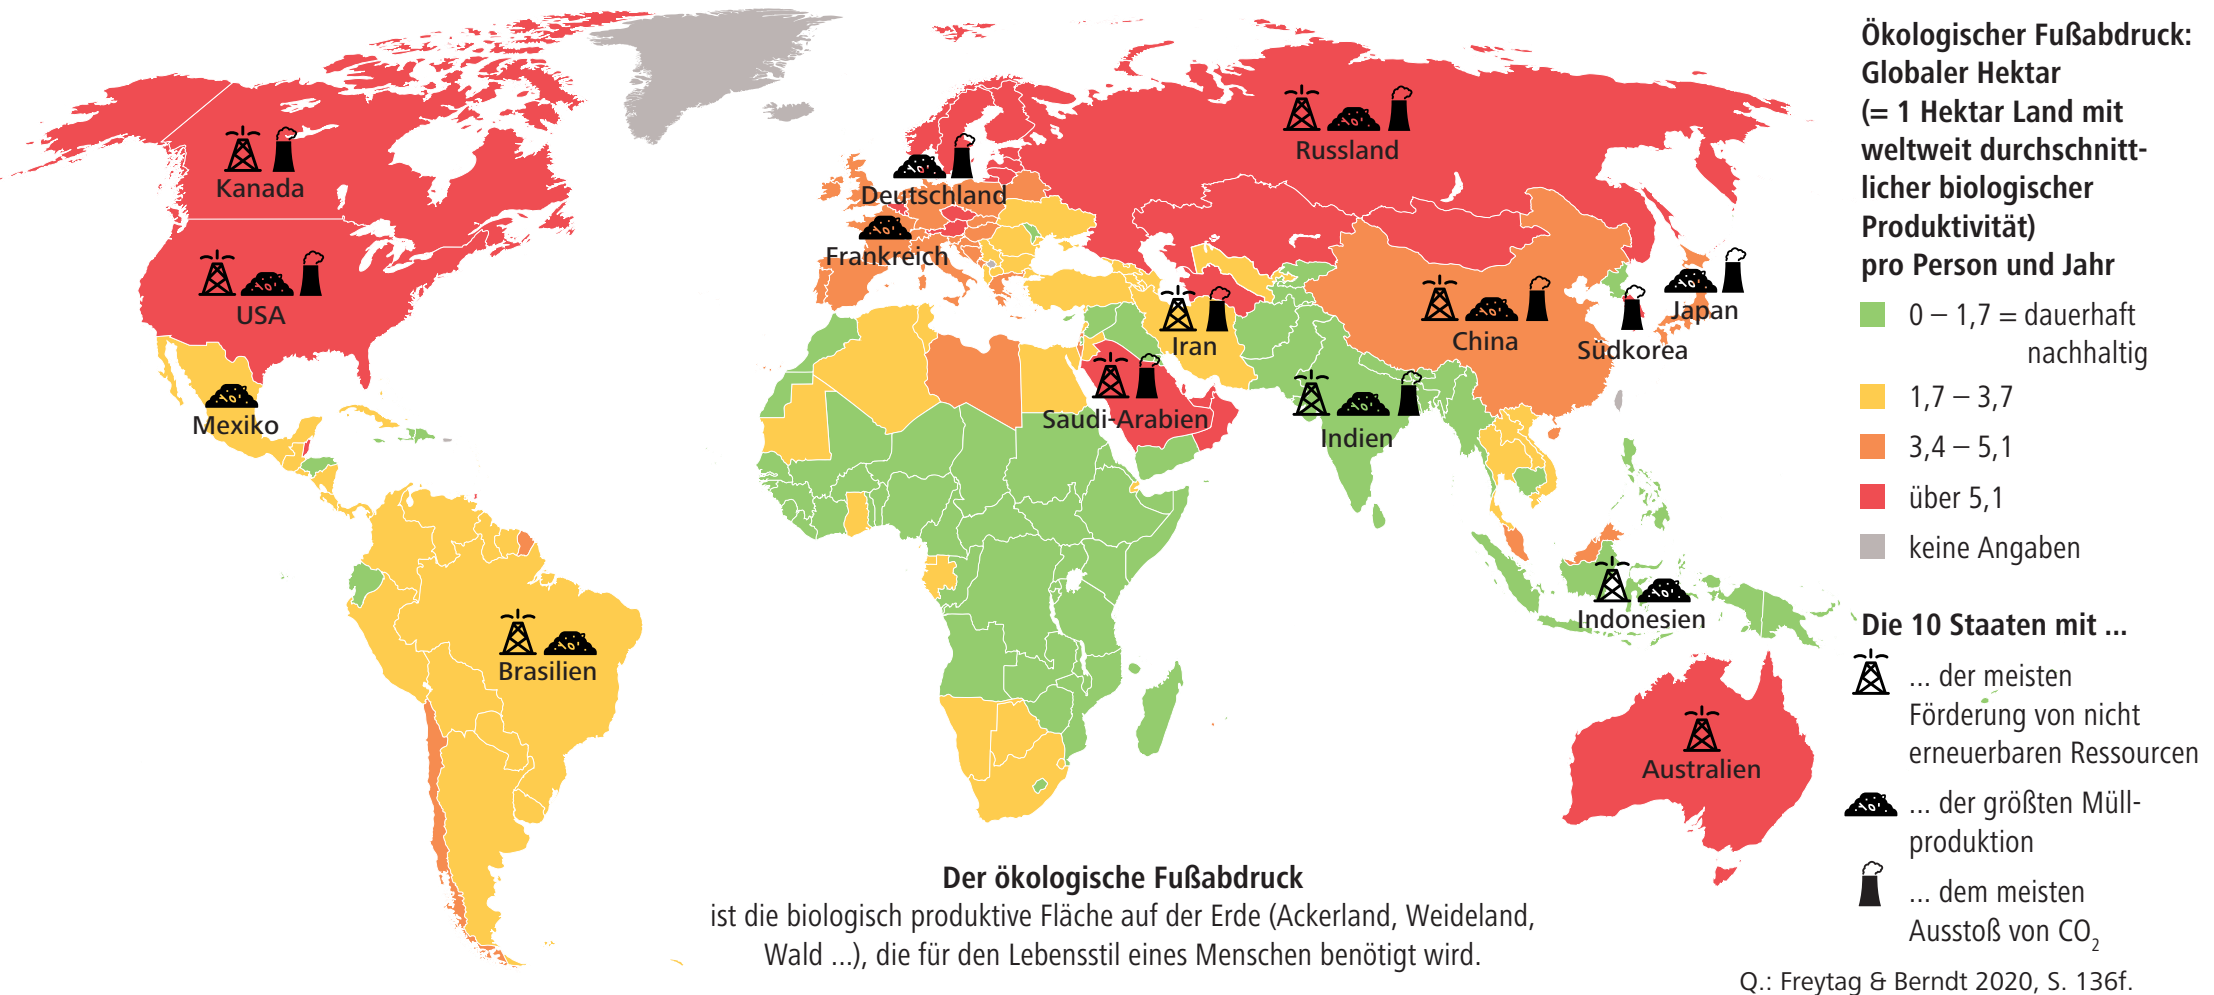 Ökologischer Fußabdruck:
Globaler Hektar
(= 1 Hektar Land mit
weltweit durchschnitt-
licher biologischer
Produktivität)
pro Person und Jahr
0 – 1,7 = dauerhaft
nachhaltig
1,7 – 3,7
3,4 – 5,1
über 5,1
keine Angaben
Die 10 Staaten mit ...
... der meisten
Förderung von nicht
erneuerbaren Ressourcen
... der größten Müll-
produktion
... dem meisten
Ausstoß von CO₂
Kanada
USA
Mexiko
Brasilien
Deutschland
Frankreich
Russland
Iran
Saudi-Arabien
Indien
China
Südkorea
Japan
Indonesien
Australien
Der ökologische Fußabdruck
ist die biologisch produktive Fläche auf der Erde (Ackerland, Weideland,
Wald ...), die für den Lebensstil eines Menschen benötigt wird.
Q.: Freytag & Berndt 2020, S. 136f.